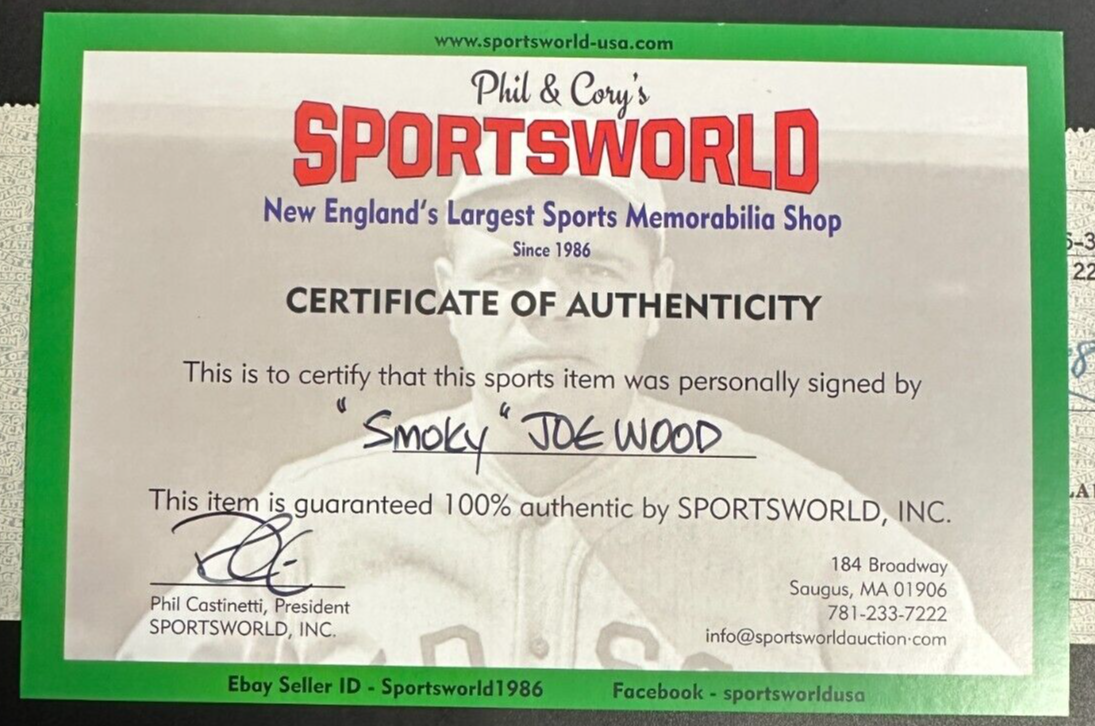 www.sportsworld-usa.com
Phil & Cory's
SPORTSWORLD
New England's Largest Sports Memorabilia Shop
Since 1986
CERTIFICATE OF AUTHENTICITY
This is to certify that this sports item was personally signed by
"Smoky" JOE WOOD
This item is guaranteed 100% authentic by SPORTSWORLD, INC.
Phil Castinetti, President
SPORTSWORLD, INC.
184 Broadway
Saugus, MA 01906
781-233-7222
info@sportsworldauction.com
Ebay Seller ID - Sportsworld1986
Facebook - sportsworldusa